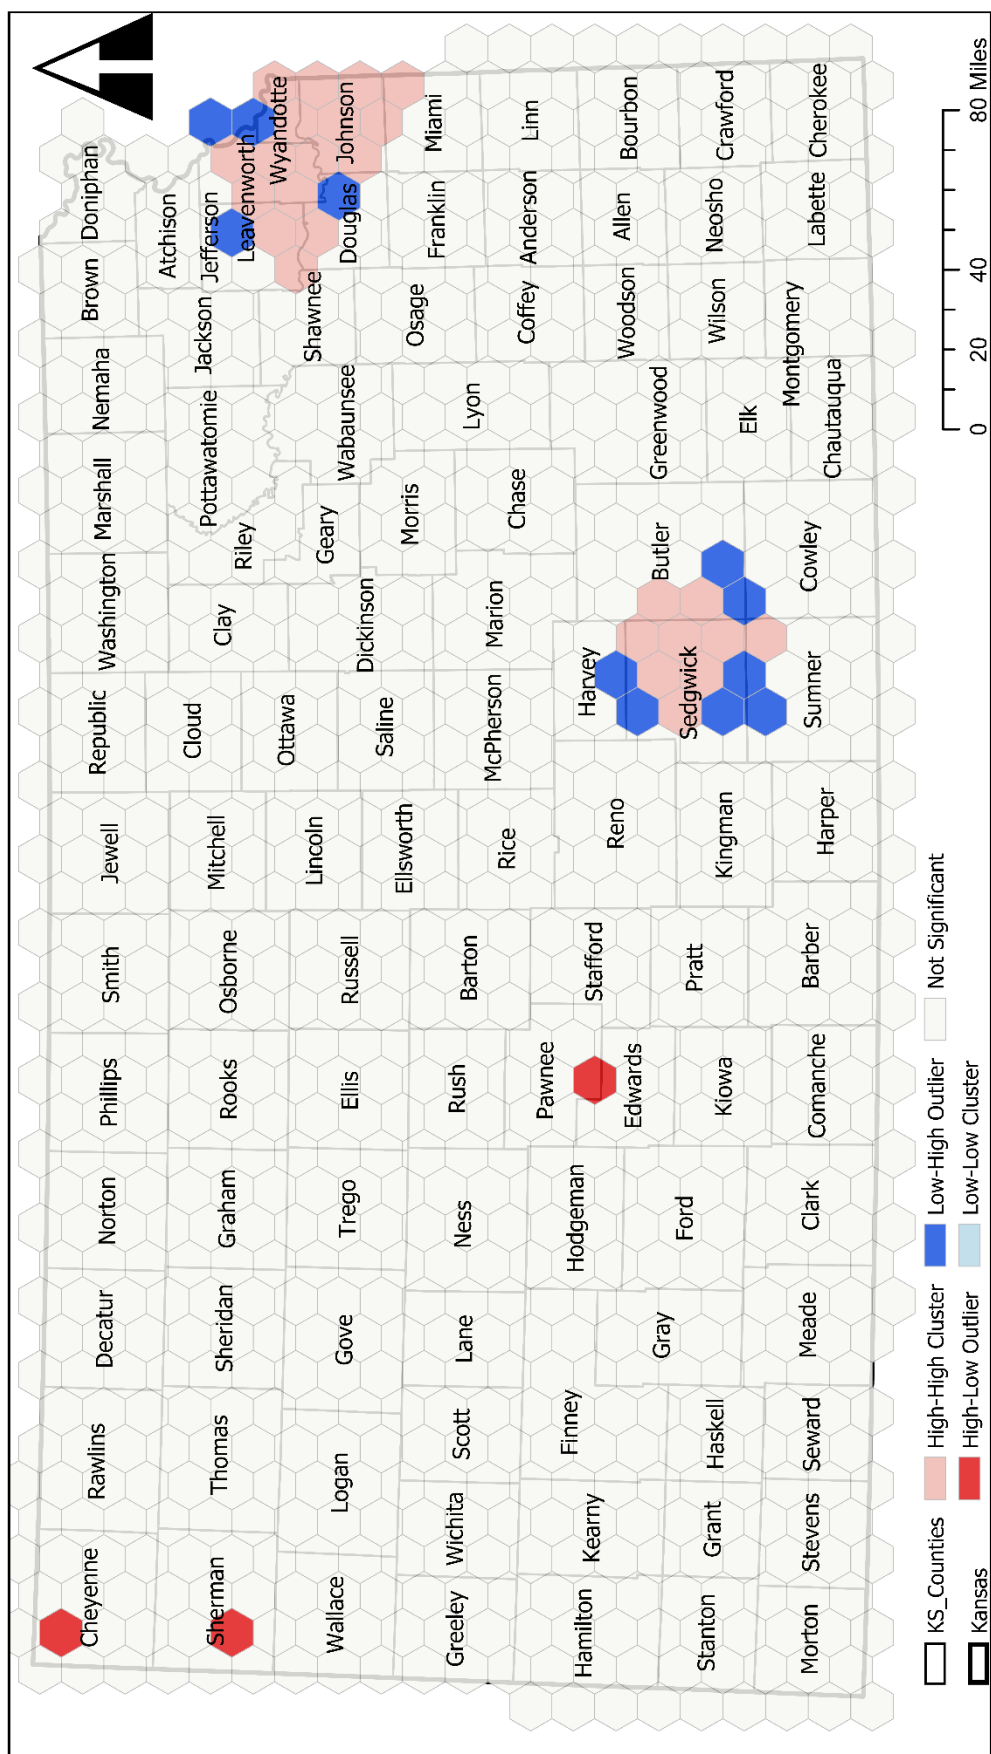 Cheyenne
Rawlins
Decatur
Norton
Phillips
Smith
Jewell
Republic
Washington
Marshall
Nemaha
Brown
Doniphan
Sherman
Thomas
Sheridan
Graham
Rooks
Osborne
Mitchell
Cloud
Clay
Riley
Pottawatomie
Jackson
Atchison
Jefferson
Leavenworth
Wyandotte
Wallace
Logan
Gove
Trego
Ellis
Russell
Lincoln
Ottawa
Dickinson
Geary
Wabaunsee
Shawnee
Douglas
Johnson
Greeley
Wichita
Scott
Lane
Ness
Rush
Barton
Ellsworth
Saline
Morris
Osage
Franklin
Miami
Rice
McPherson
Marion
Chase
Lyon
Coffey
Anderson
Linn
Hamilton
Kearny
Finney
Hodgeman
Pawnee
Edwards
Stafford
Reno
Harvey
Butler
Greenwood
Woodson
Allen
Bourbon
Stanton
Grant
Haskell
Gray
Ford
Kiowa
Pratt
Kingman
Sedgwick
Elk
Wilson
Neosho
Crawford
Morton
Stevens
Seward
Meade
Clark
Comanche
Barber
Harper
Sumner
Cowley
Chautauqua
Montgomery
Labette
Cherokee
KS_Counties
High-High Cluster
Low-High Outlier
Not Significant
Kansas
High-Low Outlier
Low-Low Cluster
0 20 40 80 Miles